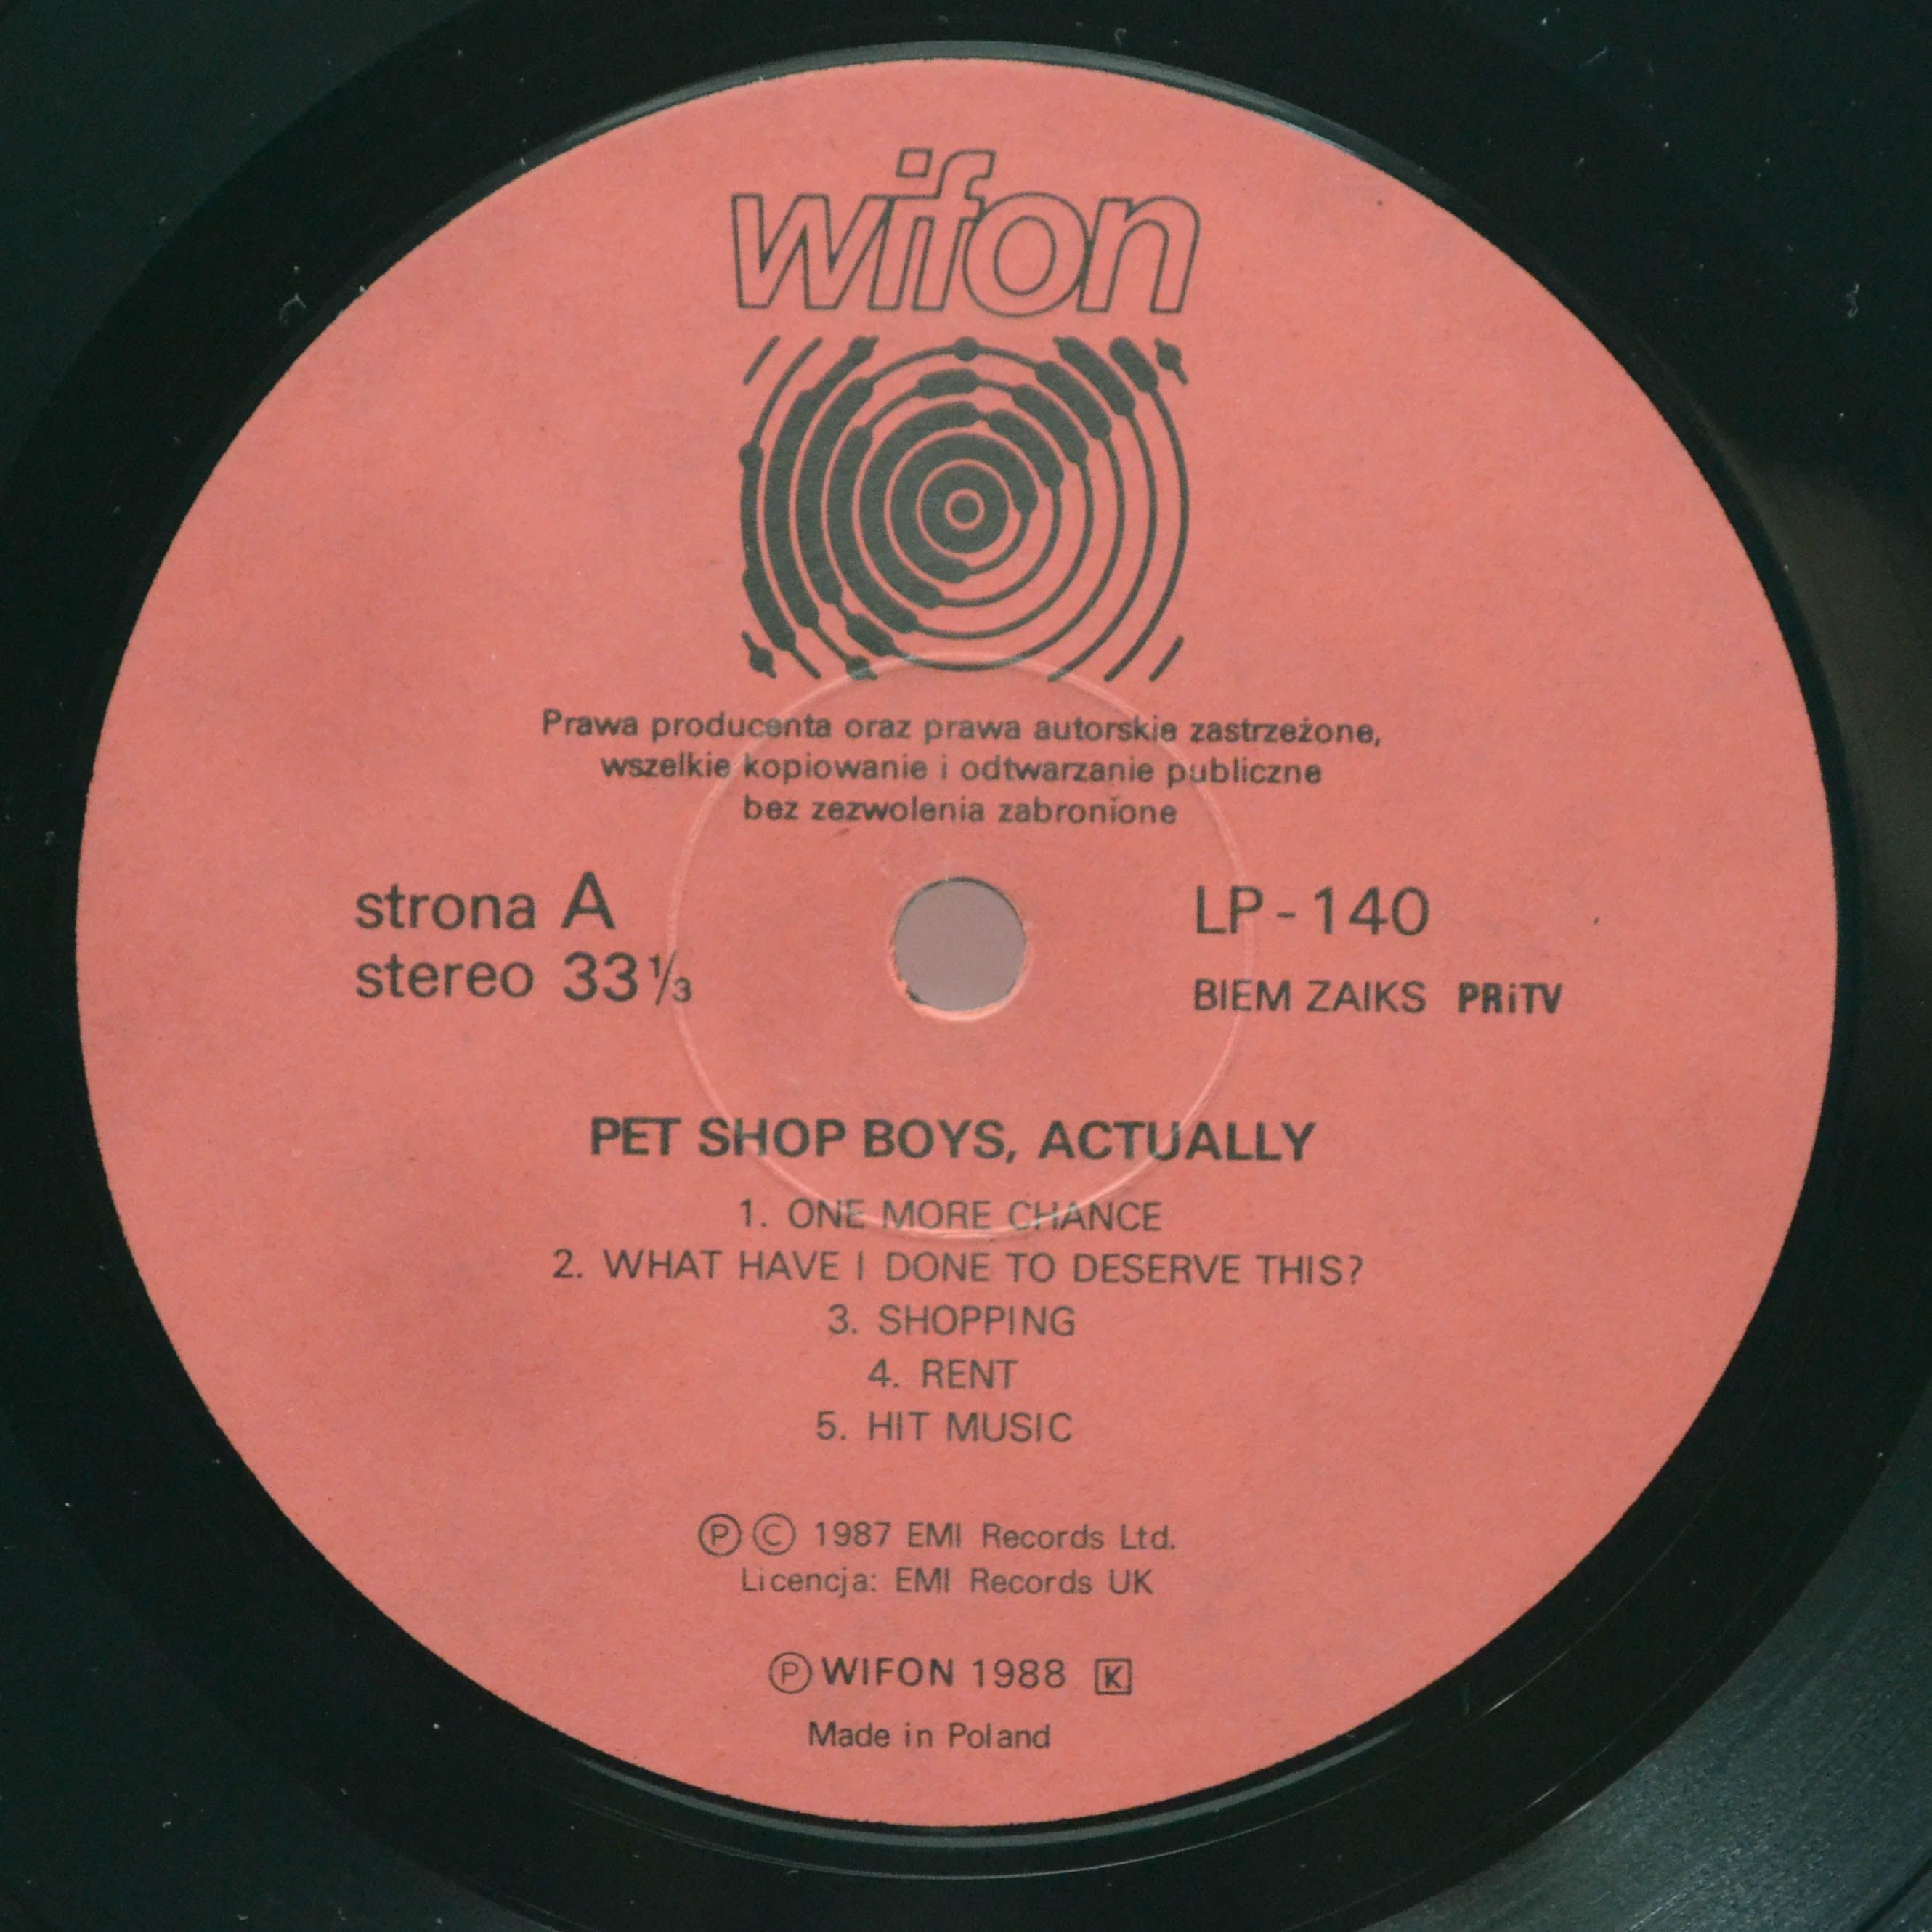 wifon
Prawa producenta oraz prawa autorskie zastrzeżone,
wszelkie kopiowanie i odtwarzanie publiczne
bez zezwolenia zabronione
strona A
stereo 33 1/3
LP-140
BIEM ZAIKS PRiTV
PET SHOP BOYS, ACTUALLY
1. ONE MORE CHANCE
2. WHAT HAVE I DONE TO DESERVE THIS?
3. SHOPPING
4. RENT
5. HIT MUSIC
Ⓟ Ⓒ 1987 EMI Records Ltd.
Licencja: EMI Records UK
Ⓟ WIFON 1988 K
Made in Poland